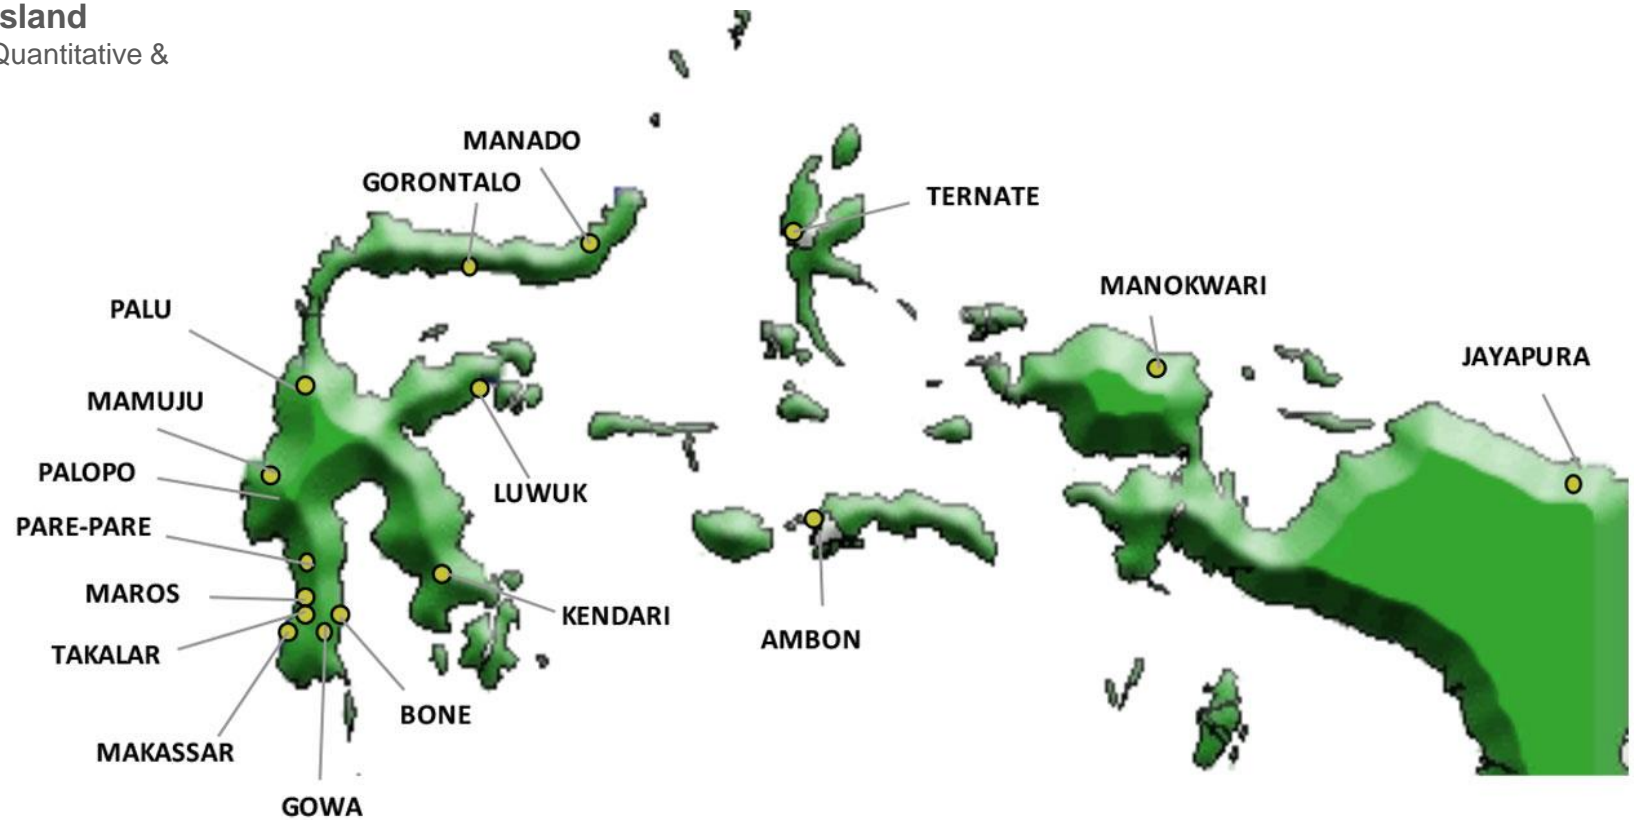 sland
Quantitative &
MANADO
GORONTALO
TERNATE
MANOKWARI
PALU
JAYAPURA
MAMUJU
PALOPO
LUWUK
PARE-PARE
MAROS
KENDARI
AMBON
TAKALAR
BONE
MAKASSAR
GOWA